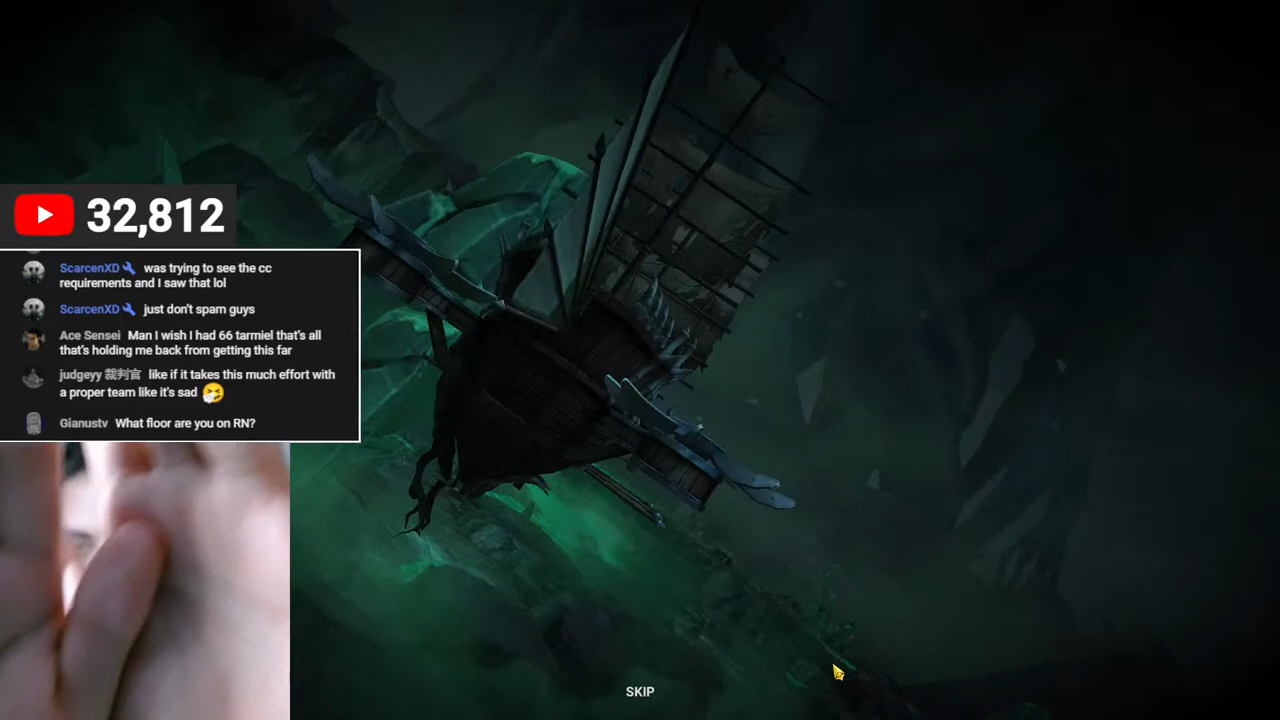 32,812
ScarcenXD was trying to see the cc
requirements and I saw that lol
ScarcenXD just don't spam guys
Ace Sensei Man I wish I had 66 tarmiel that's all
that's holding me back from getting this far
judgeyy 裁判官 like if it takes this much effort with
a proper team like it's sad
Gianustv What floor are you on RN?
SKIP